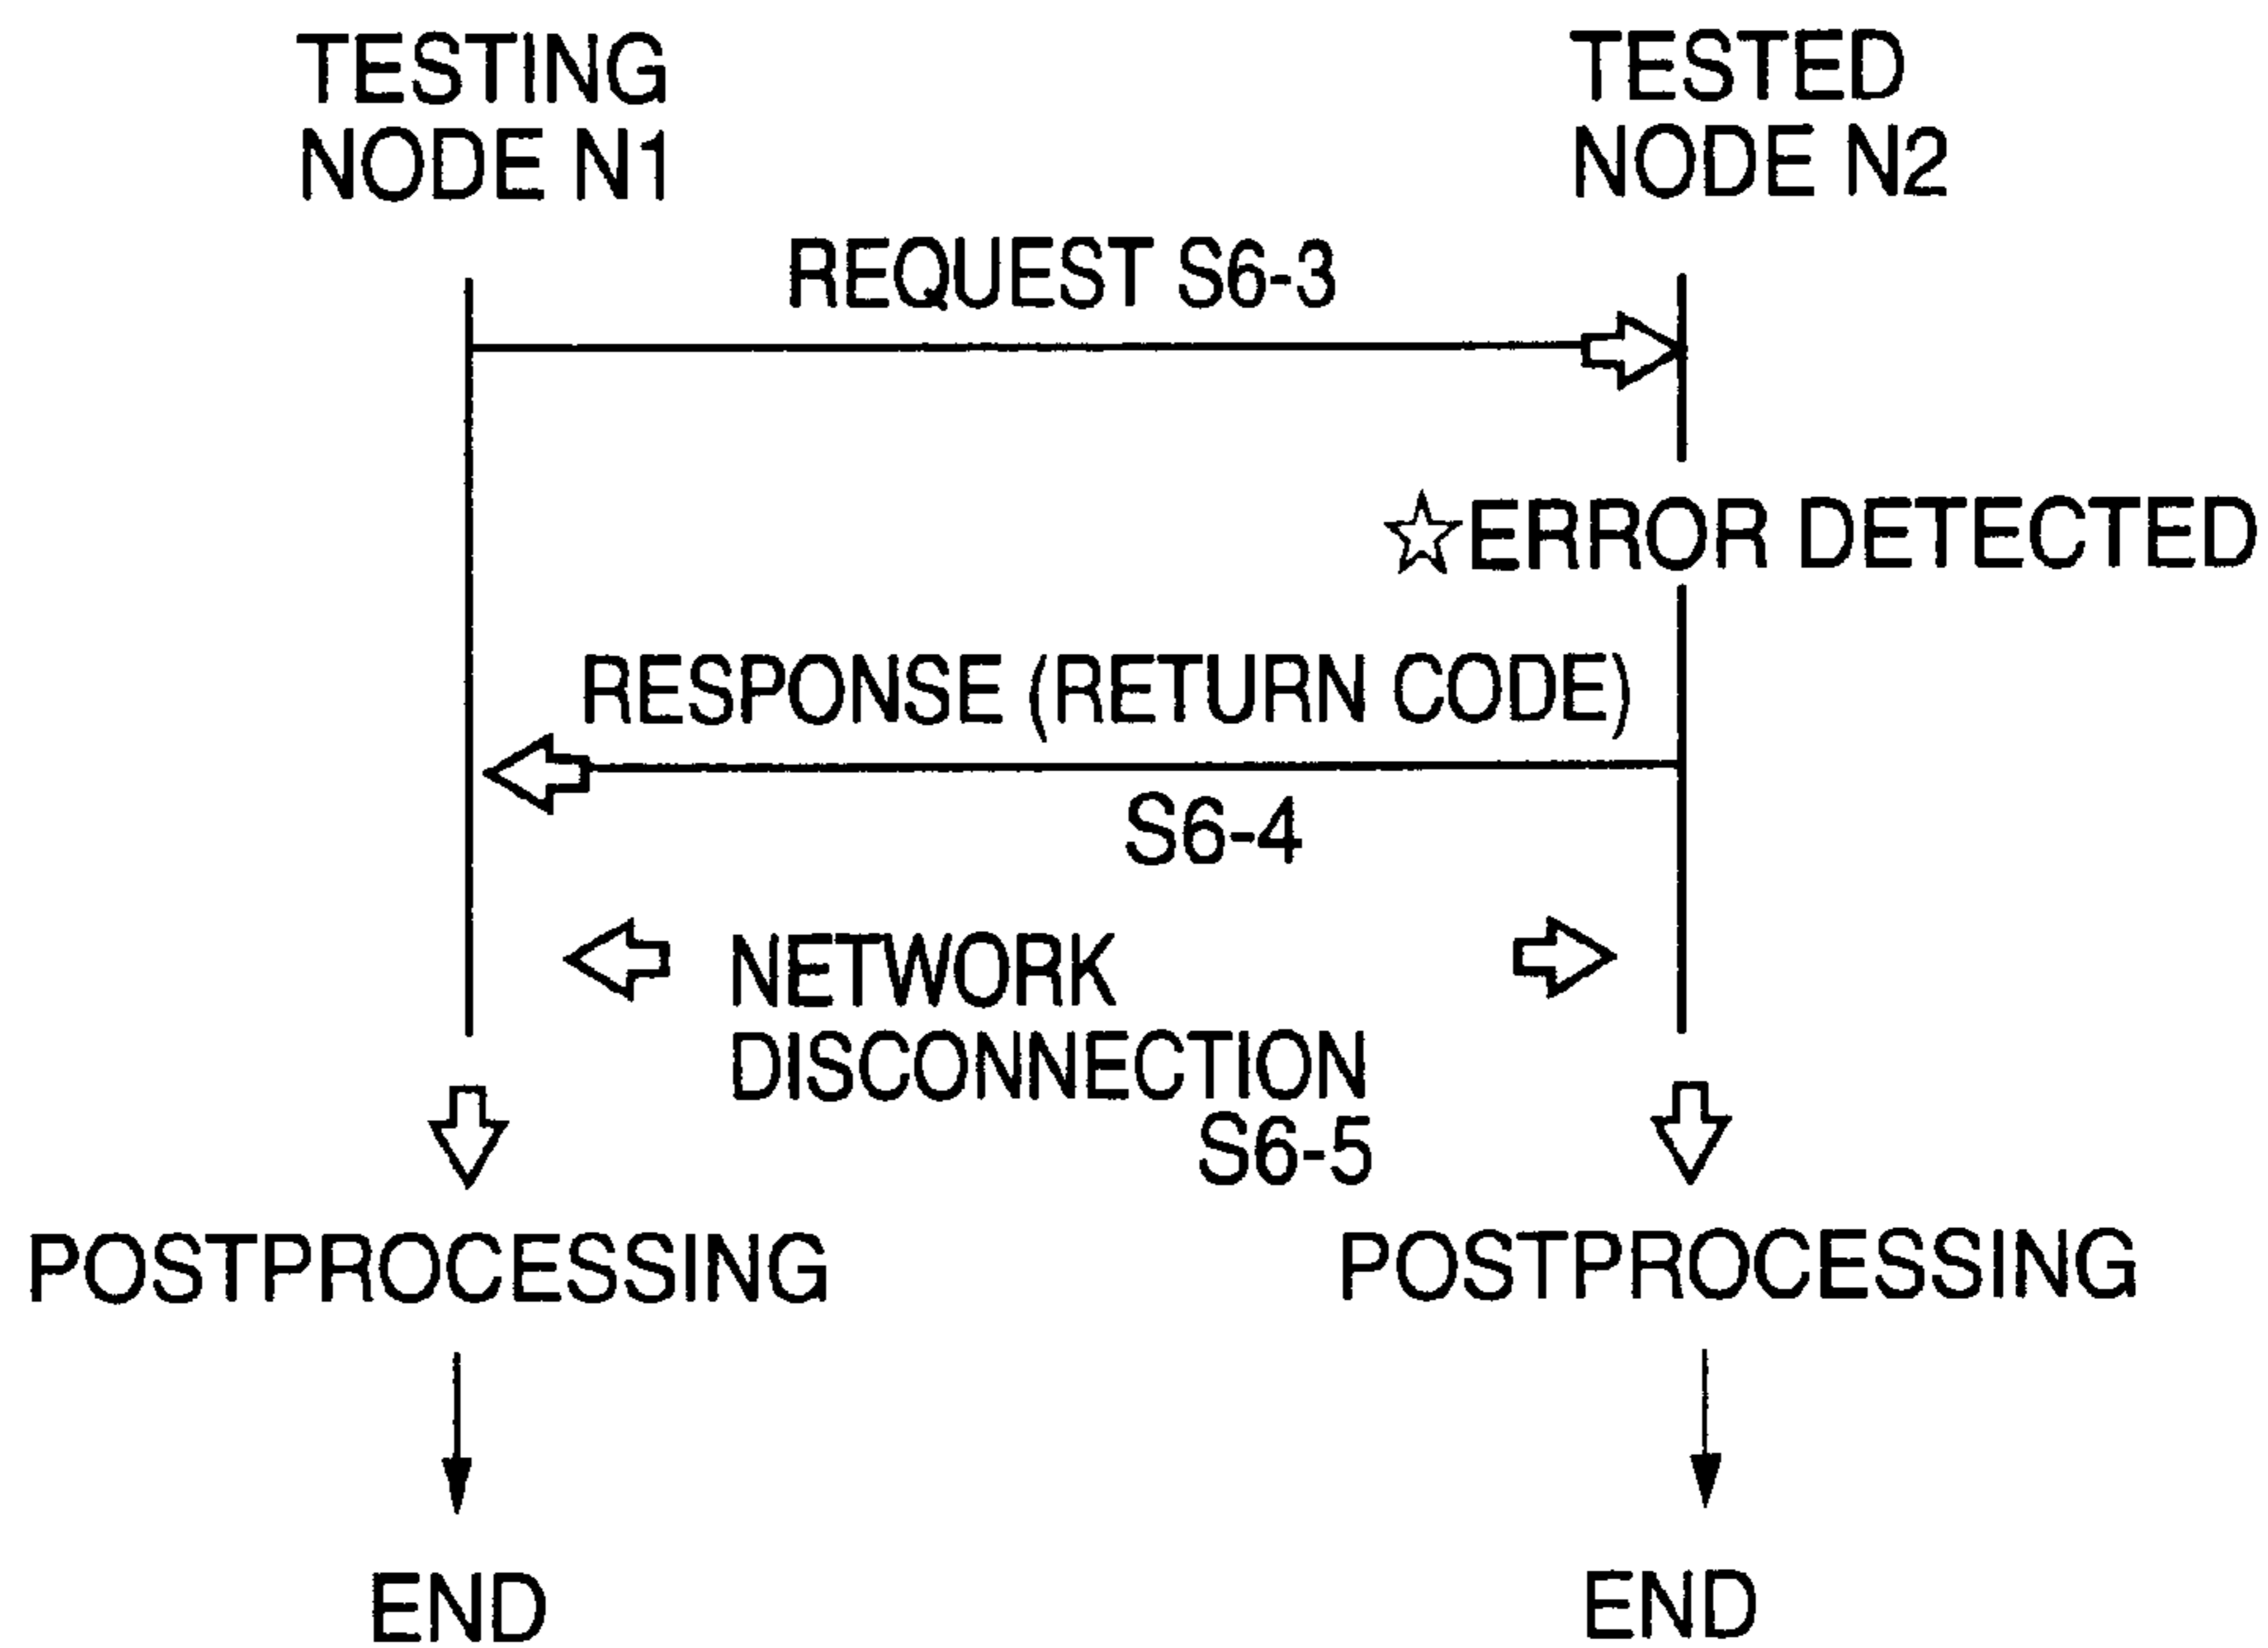 TESTING
NODE N1
TESTED
NODE N2
REQUEST S6-3
☆ERROR DETECTED
RESPONSE (RETURN CODE)
S6-4
NETWORK
DISCONNECTION
S6-5
POSTPROCESSING
POSTPROCESSING
END
END